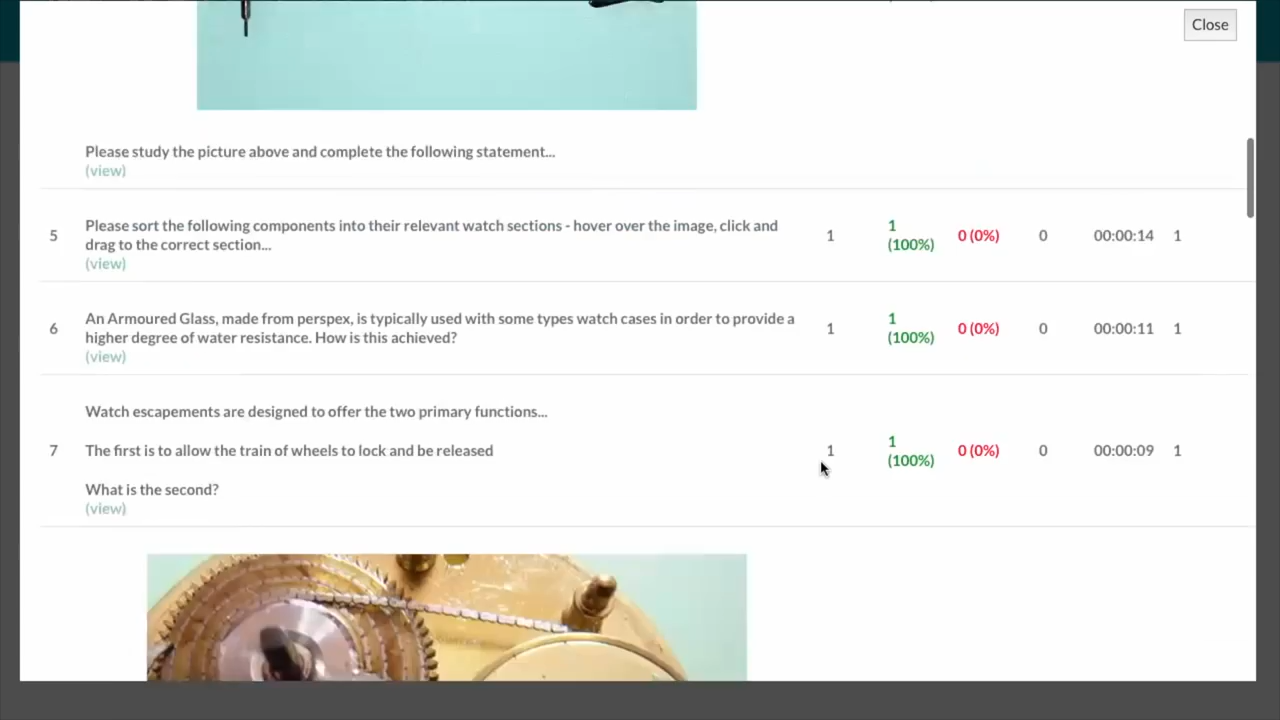 Close
Please study the picture above and complete the following statement...
(view)
5
Please sort the following components into their relevant watch sections - hover over the image, click and
drag to the correct section...
(view)
1
1
(100%)
0 (0%)
0
00:00:14
1
6
An Armoured Glass, made from perspex, is typically used with some types watch cases in order to provide a
higher degree of water resistance. How is this achieved?
(view)
1
1
(100%)
0 (0%)
0
00:00:11
1
Watch escapements are designed to offer the two primary functions...
7
The first is to allow the train of wheels to lock and be released
What is the second?
(view)
1
1
(100%)
0 (0%)
0
00:00:09
1